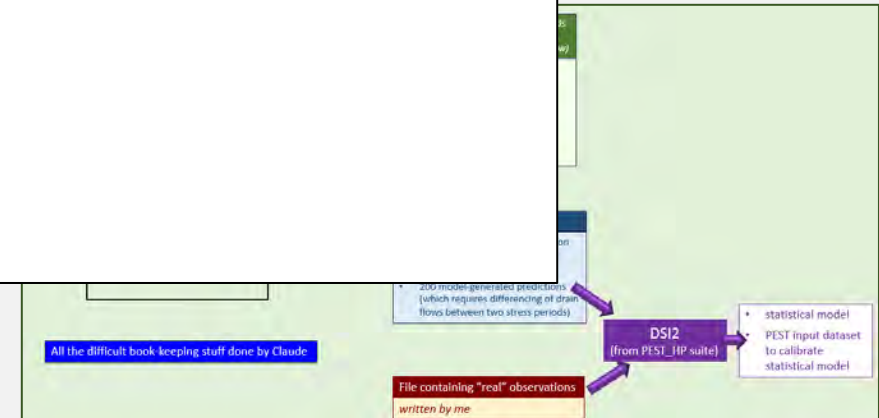 w)
• 200 model-generated predictions
(which requires differencing of drain
flows between two stress periods)
All the difficult book-keeping stuff done by Claude
DSI2
(from PEST_HP suite)
• statistical model
• PEST input dataset
to calibrate
statistical model
File containing "real" observations
written by me